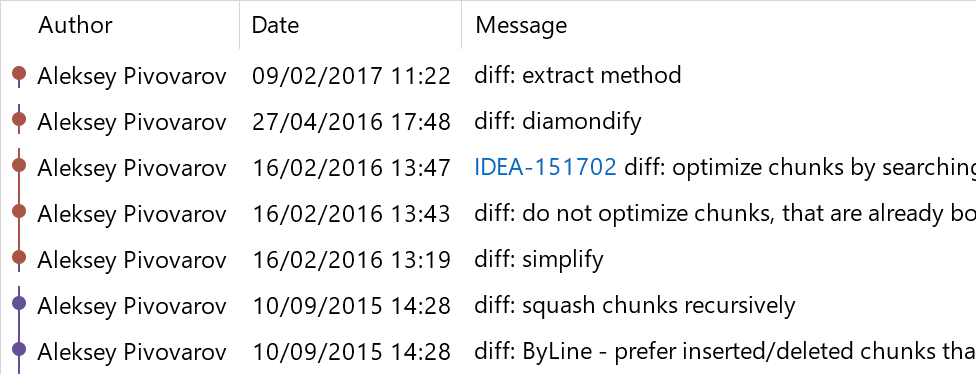 Author Date Message
Aleksey Pivovarov 09/02/2017 11:22 diff: extract method
Aleksey Pivovarov 27/04/2016 17:48 diff: diamondify
Aleksey Pivovarov 16/02/2016 13:47 IDEA-151702 diff: optimize chunks by searching
Aleksey Pivovarov 16/02/2016 13:43 diff: do not optimize chunks, that are already bo
Aleksey Pivovarov 16/02/2016 13:19 diff: simplify
Aleksey Pivovarov 10/09/2015 14:28 diff: squash chunks recursively
Aleksey Pivovarov 10/09/2015 14:28 diff: ByLine - prefer inserted/deleted chunks tha